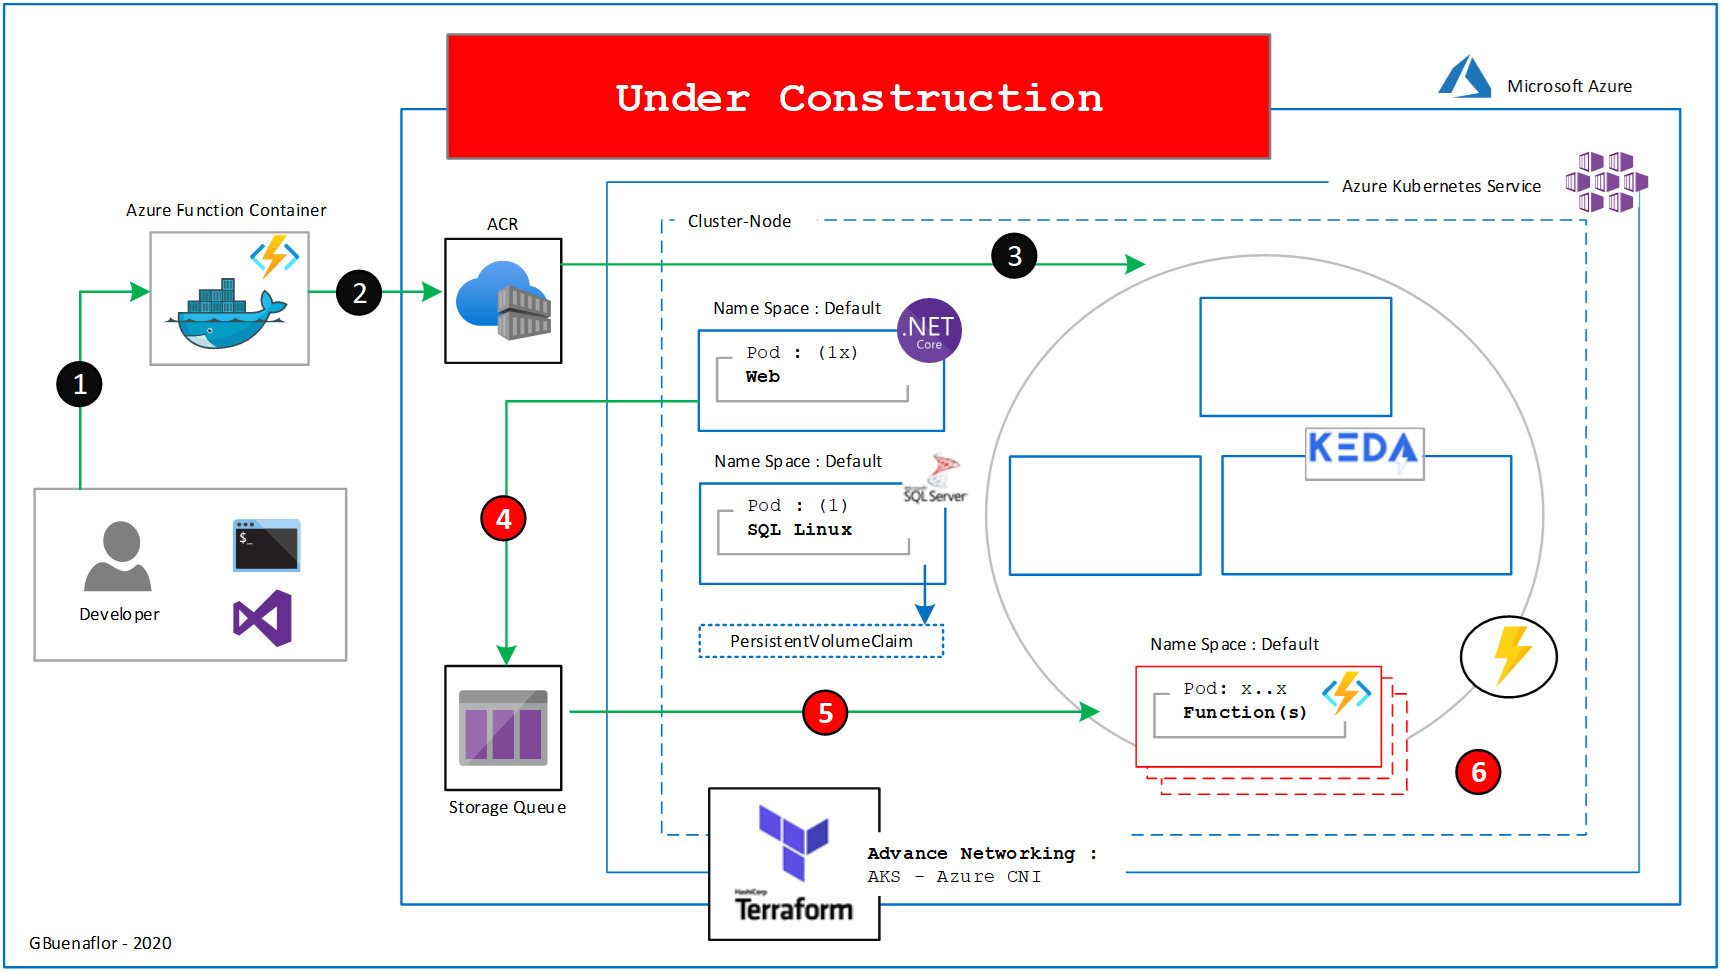 Under Construction
Microsoft Azure
Azure Kubernetes Service
Azure Function Container
ACR
Cluster-Node
3
2
Name Space : Default
.NET
Core
Pod : (1x)
Web
1
KEDA
Name Space : Default
Microsoft
SQL Server
Pod : (1)
SQL Linux
4
$_
Developer
PersistentVolumeClaim
Name Space : Default
Pod: x..x
Function(s)
5
6
Storage Queue
Advance Networking :
AKS - Azure CNI
HashiCorp
Terraform
GBuenaflor - 2020